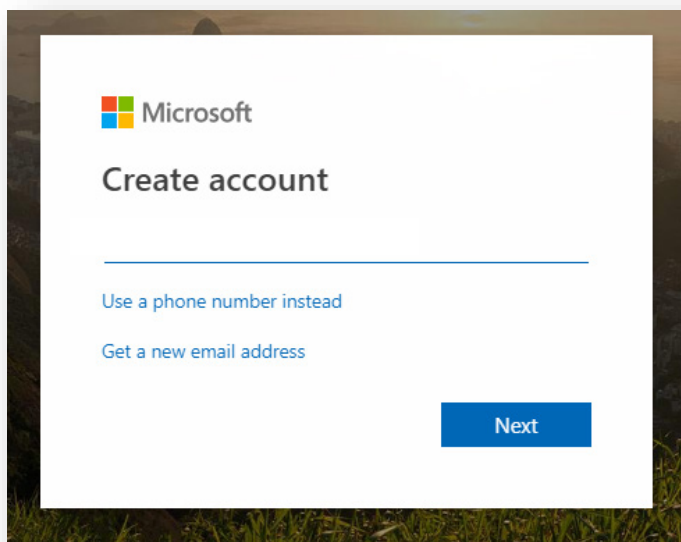 Microsoft
Create account
Use a phone number instead
Get a new email address
Next